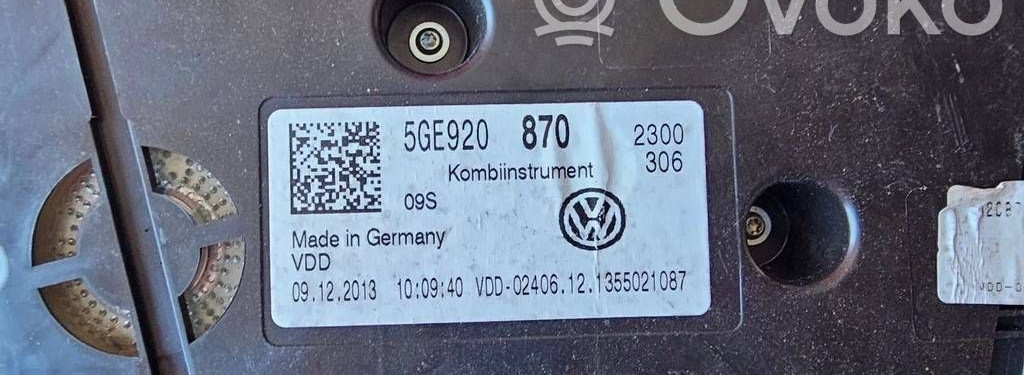 OVOKO
5GE920 870 2300
306
Kombiinstrument
09S
Made in Germany
VDD
09.12.2013 10:09:40 VDD-02406.12.1355021087